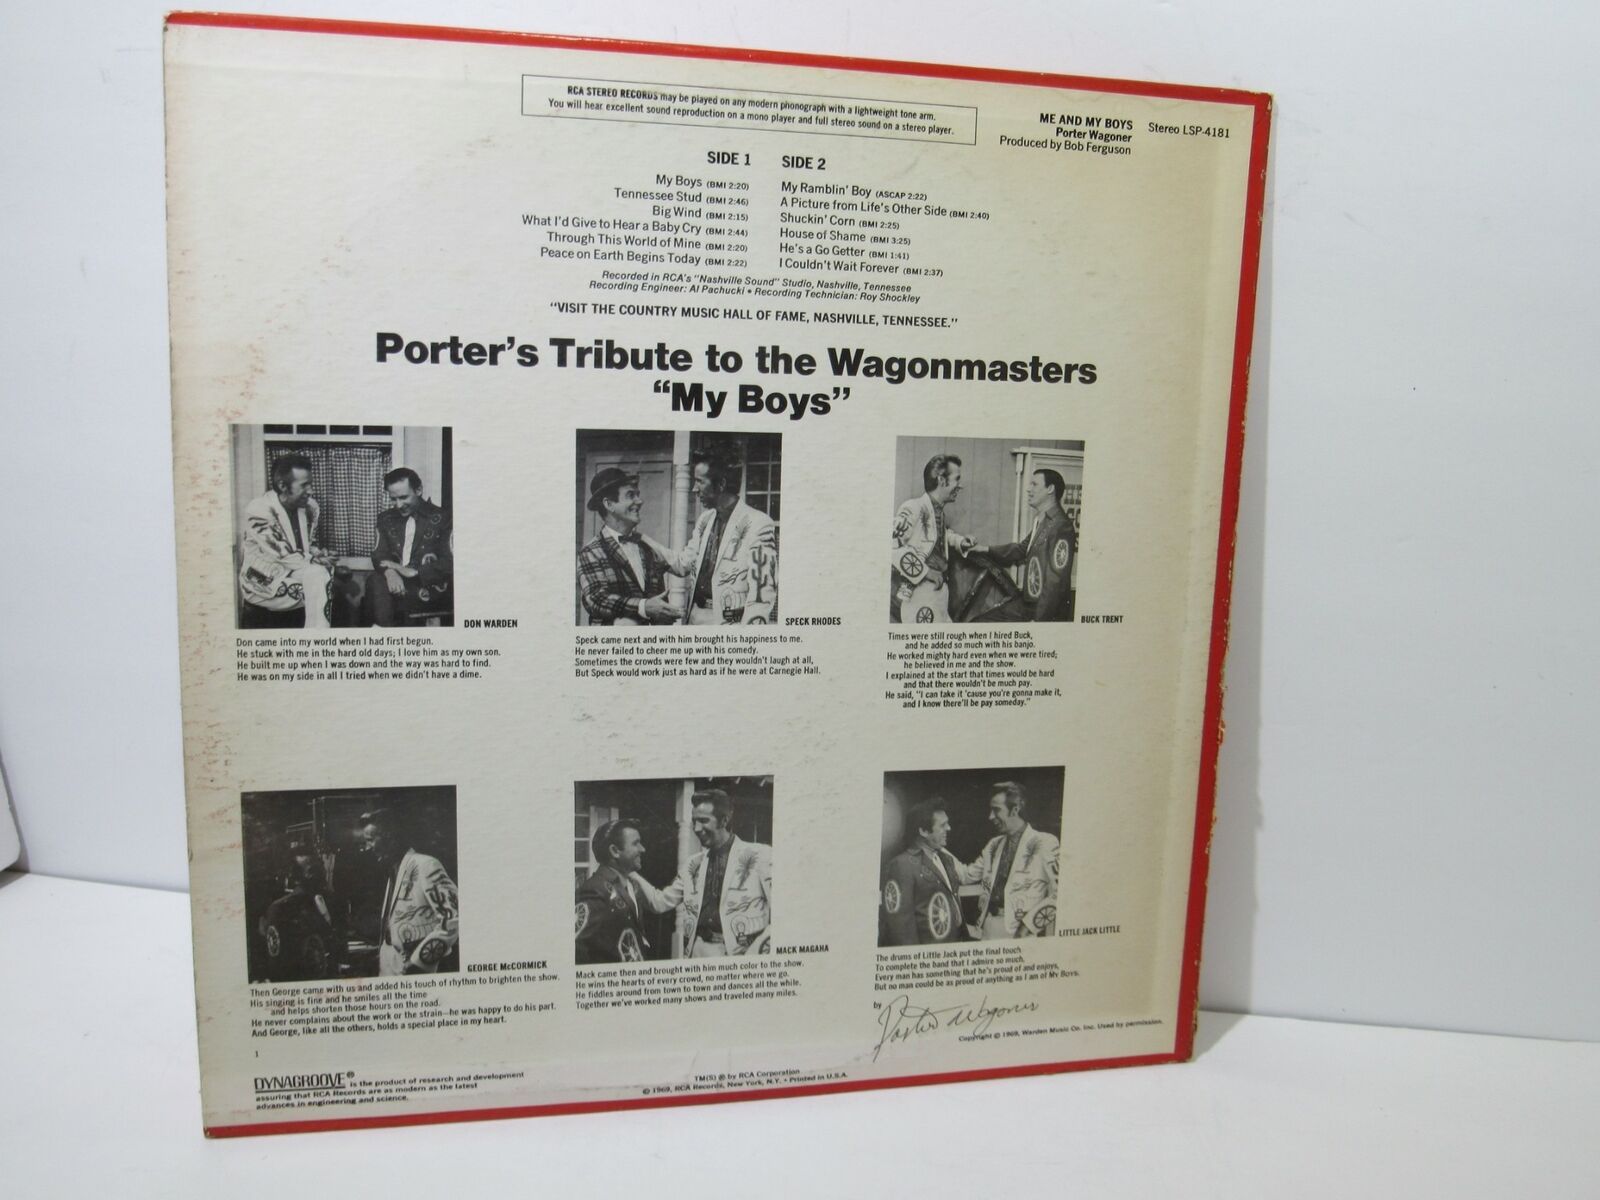 RCA STEREO RECORDS may be played on any modern phonograph with a lightweight tone arm.
You will hear excellent sound reproduction on a mono player and full stereo sound on a stereo player.
ME AND MY BOYS
Porter Wagoner
Produced by Bob Ferguson
Stereo LSP-4181
SIDE 1
My Boys (BMI 2:20)
Tennessee Stud (BMI 2:46)
Big Wind (BMI 2:15)
What I'd Give to Hear a Baby Cry (BMI 2:44)
Through This World of Mine (BMI 2:20)
Peace on Earth Begins Today (BMI 2:22)
SIDE 2
My Ramblin' Boy (ASCAP 2:22)
A Picture from Life's Other Side (BMI 2:40)
Shuckin' Corn (BMI 2:25)
House of Shame (BMI 3:25)
He's a Go Getter (BMI 1:41)
I Couldn't Wait Forever (BMI 2:37)
Recorded in RCA's "Nashville Sound" Studio, Nashville, Tennessee
Recording Engineer: Al Pachucki • Recording Technician: Roy Shockley
"VISIT THE COUNTRY MUSIC HALL OF FAME, NASHVILLE, TENNESSEE."
Porter's Tribute to the Wagonmasters
"My Boys"
DON WARDEN
Don came into my world when I had first begun.
He stuck with me in the hard old days; I love him as my own son.
He built me up when I was down and the way was hard to find.
He was on my side in all I tried when we didn't have a dime.
SPECK RHODES
Speck came next and with him brought his happiness to me.
He never failed to cheer me up with his comedy.
Sometimes the crowds were few and they wouldn't laugh at all,
But Speck would work just as hard as if he were at Carnegie Hall.
BUCK TRENT
Times were still rough when I hired Buck,
and he added so much with his banjo.
He worked mighty hard even when we were tired;
he believed in me and the show.
I explained at the start that times would be hard
and that there wouldn't be much pay.
He said, "I can take it 'cause you're gonna make it,
and I know there'll be pay someday."
GEORGE McCORMICK
Then George came with us and added his touch of rhythm to brighten the show.
His singing is fine and he smiles all the time
and helps shorten those hours on the road.
He never complains about the work or the strain—he was happy to do his part.
And George, like all the others, holds a special place in my heart.
MACK MAGAHA
Mack came then and brought with him much color to the show.
He wins the hearts of every crowd, no matter where we go.
He fiddles around from town to town and dances all the while.
Together we've worked many shows and traveled many miles.
LITTLE JACK LITTLE
The drums of Little Jack put the final touch
To complete the band that I admire so much.
Every man has something that he's proud of and enjoys,
But no man could be as proud of anything as I am of My Boys.
by Porter Wagoner
Copyright © 1969, Warden Music Co. Inc. Used by permission.
1
DYNAGROOVE® is the product of research and development
assuring that RCA Records are as modern as the latest
advances in engineering and science.
TM(S) ® by RCA Corporation
© 1969, RCA Records, New York, N.Y. • Printed in U.S.A.